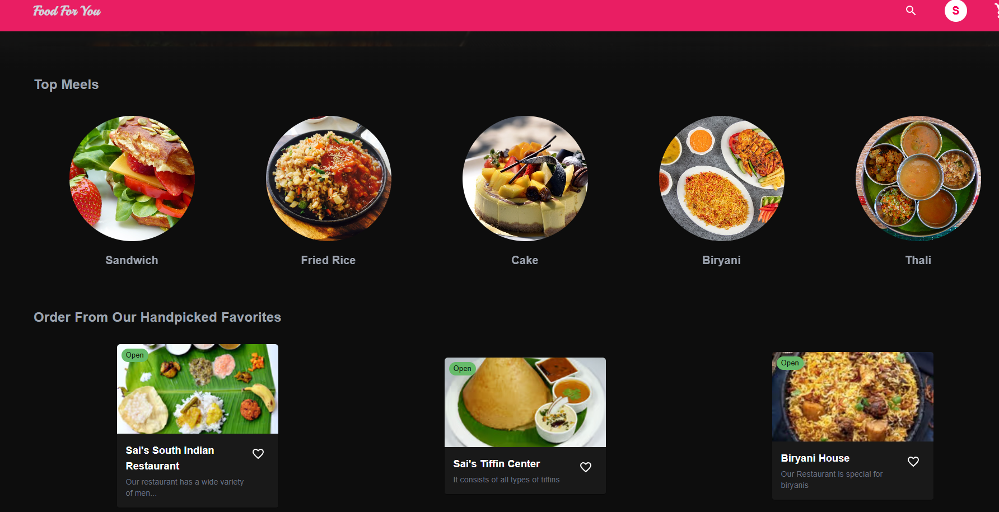 Food For You
S
Top Meels
Sandwich
Fried Rice
Cake
Biryani
Thali
Order From Our Handpicked Favorites
Open
Sai's South Indian
Restaurant
Our restaurant has a wide variety
of men...
Open
Sai's Tiffin Center
It consists of all types of tiffins
Open
Biryani House
Our Restaurant is special for
biryanis